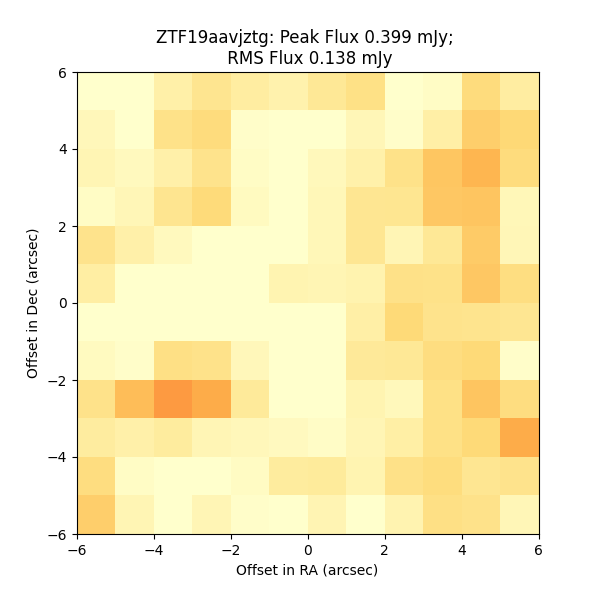 ZTF19aavjztg: Peak Flux 0.399 mJy;
RMS Flux 0.138 mJy
6
4
2
0
−2
−4
−6
Offset in Dec (arcsec)
−6 −4 −2 0 2 4 6
Offset in RA (arcsec)